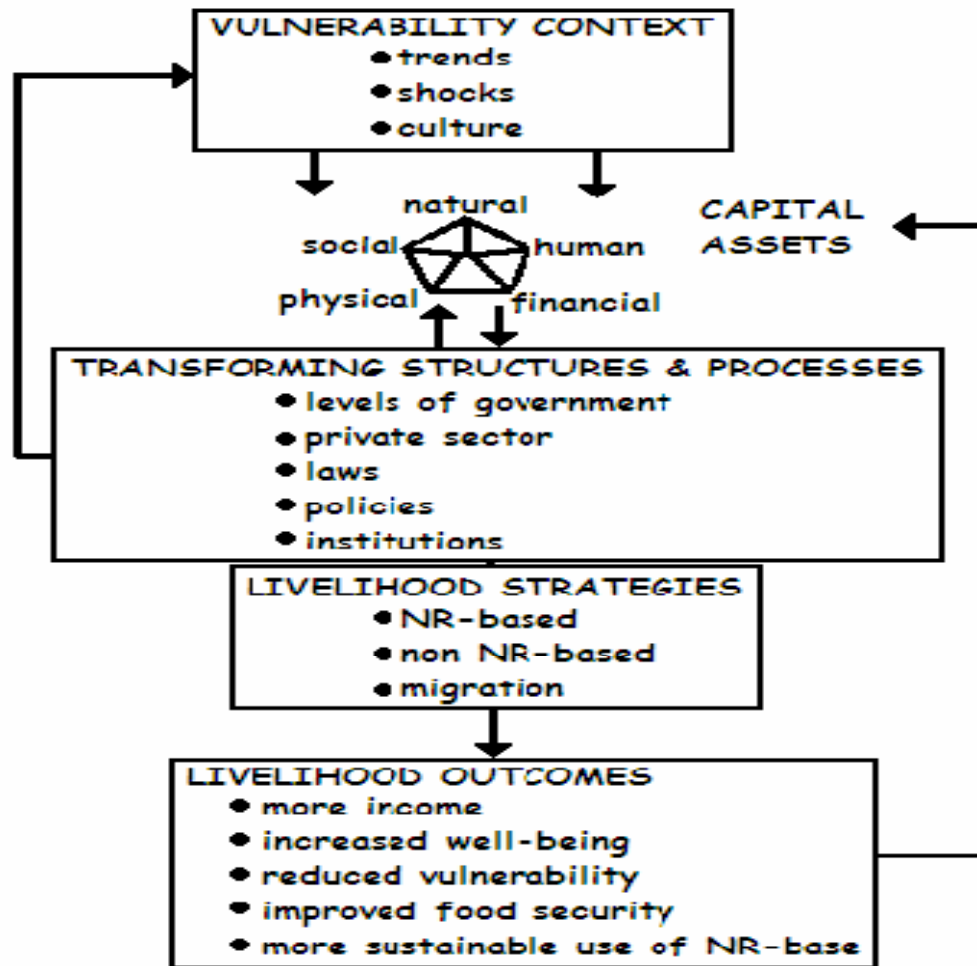 VULNERABILITY CONTEXT
● trends
● shocks
● culture
natural
social
human
physical
financial
CAPITAL
ASSETS
TRANSFORMING STRUCTURES & PROCESSES
● levels of government
● private sector
● laws
● policies
● institutions
LIVELIHOOD STRATEGIES
● NR-based
● non NR-based
● migration
LIVELIHOOD OUTCOMES
● more income
● increased well-being
● reduced vulnerability
● improved food security
● more sustainable use of NR-base